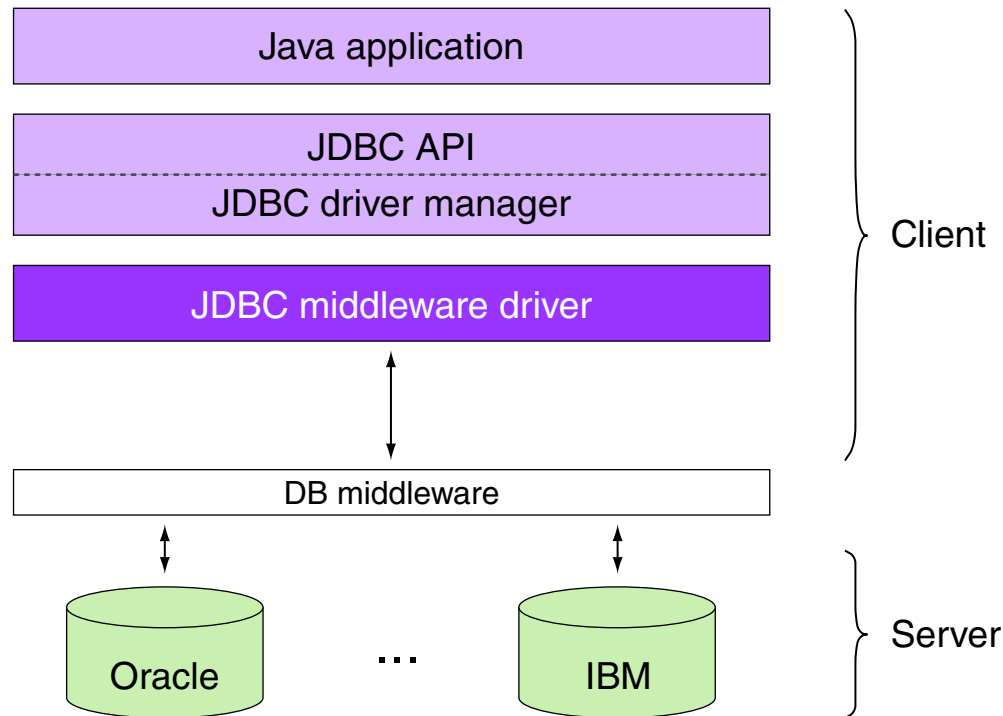 Java application
JDBC API
JDBC driver manager
Client
JDBC middleware driver
DB middleware
Oracle
...
IBM
Server